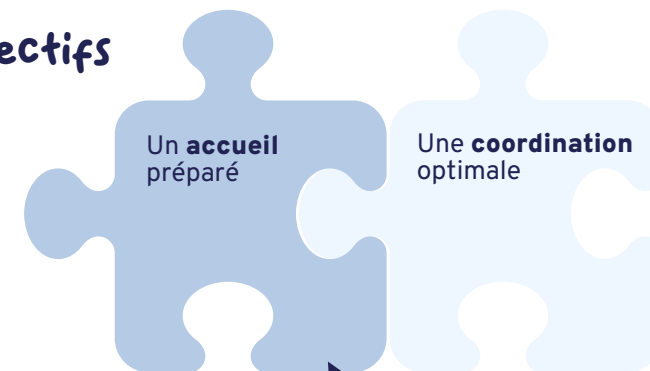 ectifs
Un accueil
préparé
Une coordination
optimale